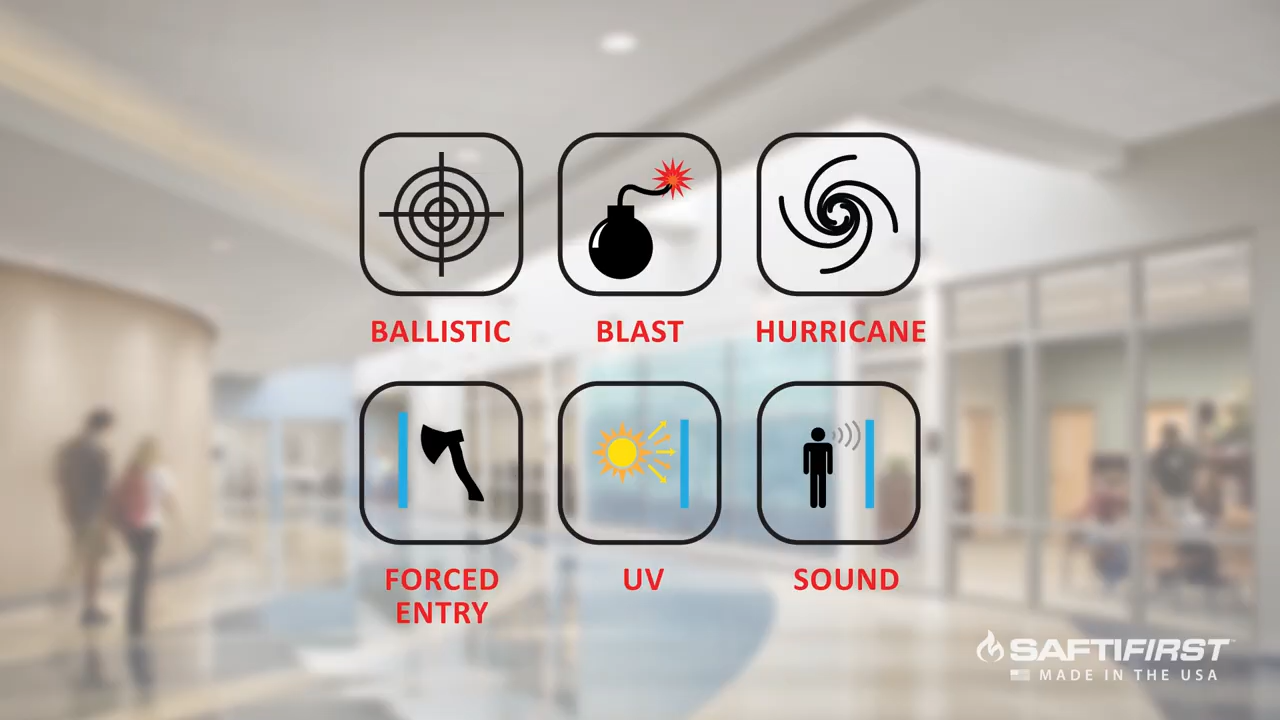 BALLISTIC
BLAST
HURRICANE
FORCED
ENTRY
UV
SOUND
SAFTIFIRST
MADE IN THE USA